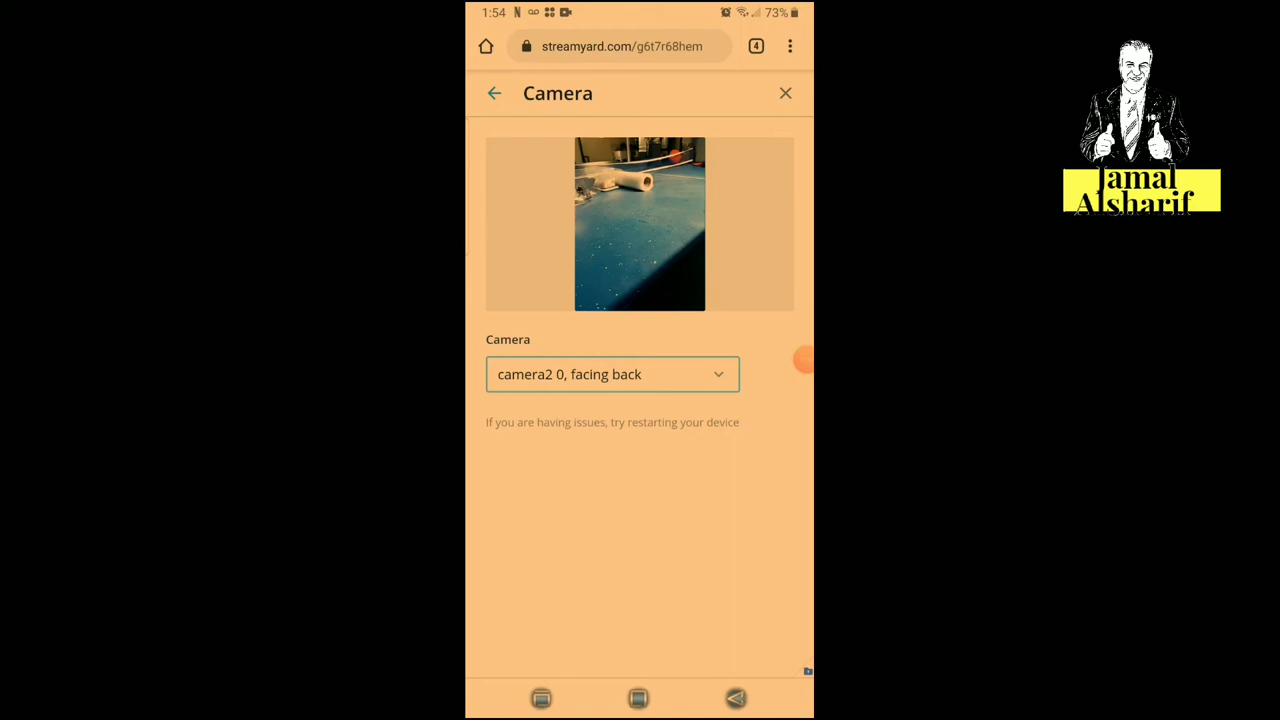 1:54
73%
streamyard.com/g6t7r68hem
4
Camera
Camera
camera2 0, facing back
If you are having issues, try restarting your device
Jamal
Alsharif